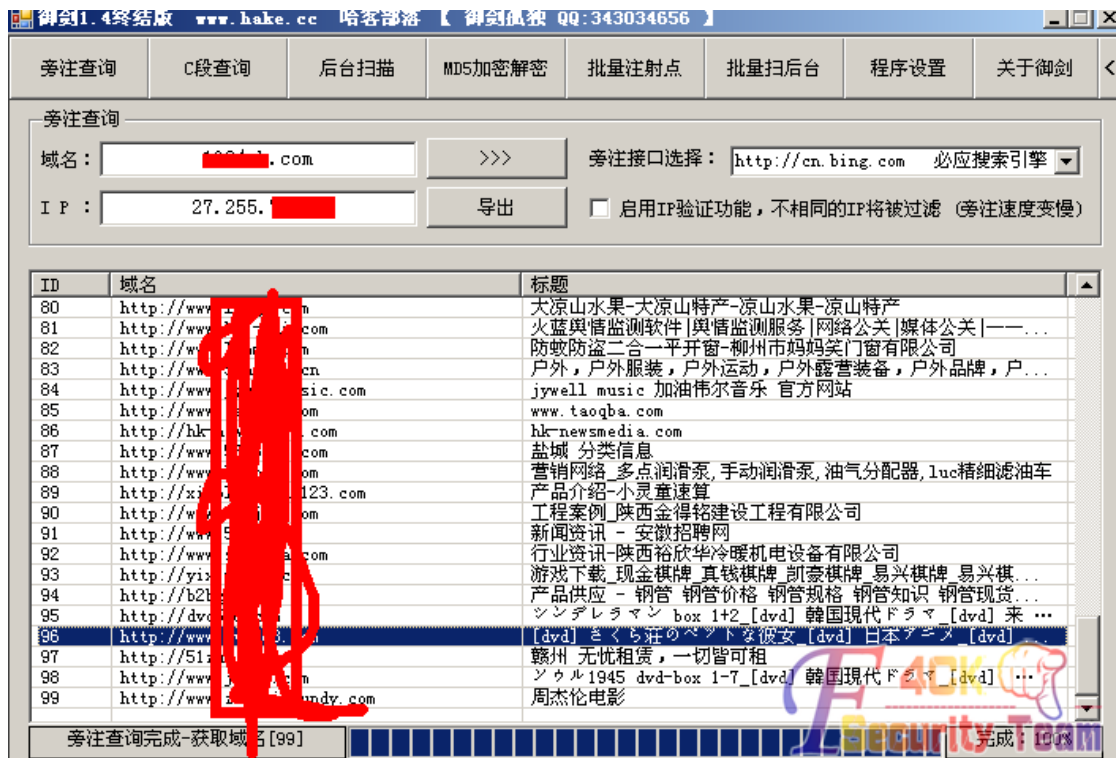 御剑1.4终结版 www.hake.cc 哈客部落 【 御剑孤独 QQ:343034656 】
旁注查询 C段查询 后台扫描 MD5加密解密 批量注射点 批量扫后台 程序设置 关于御剑 <
旁注查询
域名： .com >>> 旁注接口选择： http://cn.bing.com 必应搜索引擎
I P ： 27.255. 导出 启用IP验证功能，不相同的IP将被过滤 (旁注速度变慢)
ID 域名 标题
80 http://www 大凉山水果-大凉山特产-凉山水果-凉山特产
81 http://www .com 火蓝舆情监测软件|舆情监测服务|网络公关|媒体公关|一一...
82 http://w 防蚊防盗二合一平开窗-柳州市妈妈笑门窗有限公司
83 http://www cn 户外，户外服装，户外运动，户外露营装备，户外品牌，户...
84 http://www sic.com jywell music 加油伟尔音乐 官方网站
85 http://www om www.taoqba.com
86 http://hk .com hk-newsmedia.com
87 http://www .com 盐城 分类信息
88 http://www om 营销网络_多点润滑泵,手动润滑泵,油气分配器,luc精细滤油车
89 http://xi 123.com 产品介绍-小灵童速算
90 http://w om 工程案例_陕西金得铭建设工程有限公司
91 http://www 新闻资讯 - 安徽招聘网
92 http://www .com 行业资讯-陕西裕欣华冷暖机电设备有限公司
93 http://yi 游戏下载_现金棋牌_真钱棋牌_凯豪棋牌_易兴棋牌_易兴棋...
94 http://b2b 产品供应 - 钢管 钢管价格 钢管规格 钢管知识 钢管现货...
95 http://dv シンデレラマン box 1+2_[dvd] 韓国現代ドラマ_[dvd] 来 …
96 http://www [dvd] さくら荘のペットな彼女_[dvd] 日本アニメ_[dvd] ...
97 http://51 赣州 无忧租赁，一切皆可租
98 http://www om ソウル1945 dvd-box 1-7_[dvd] 韓国現代ドラマ_[dvd] …
99 http://www ndy.com 周杰伦电影
旁注查询完成-获取域名[99] 完成：100%
F40K
Security Team